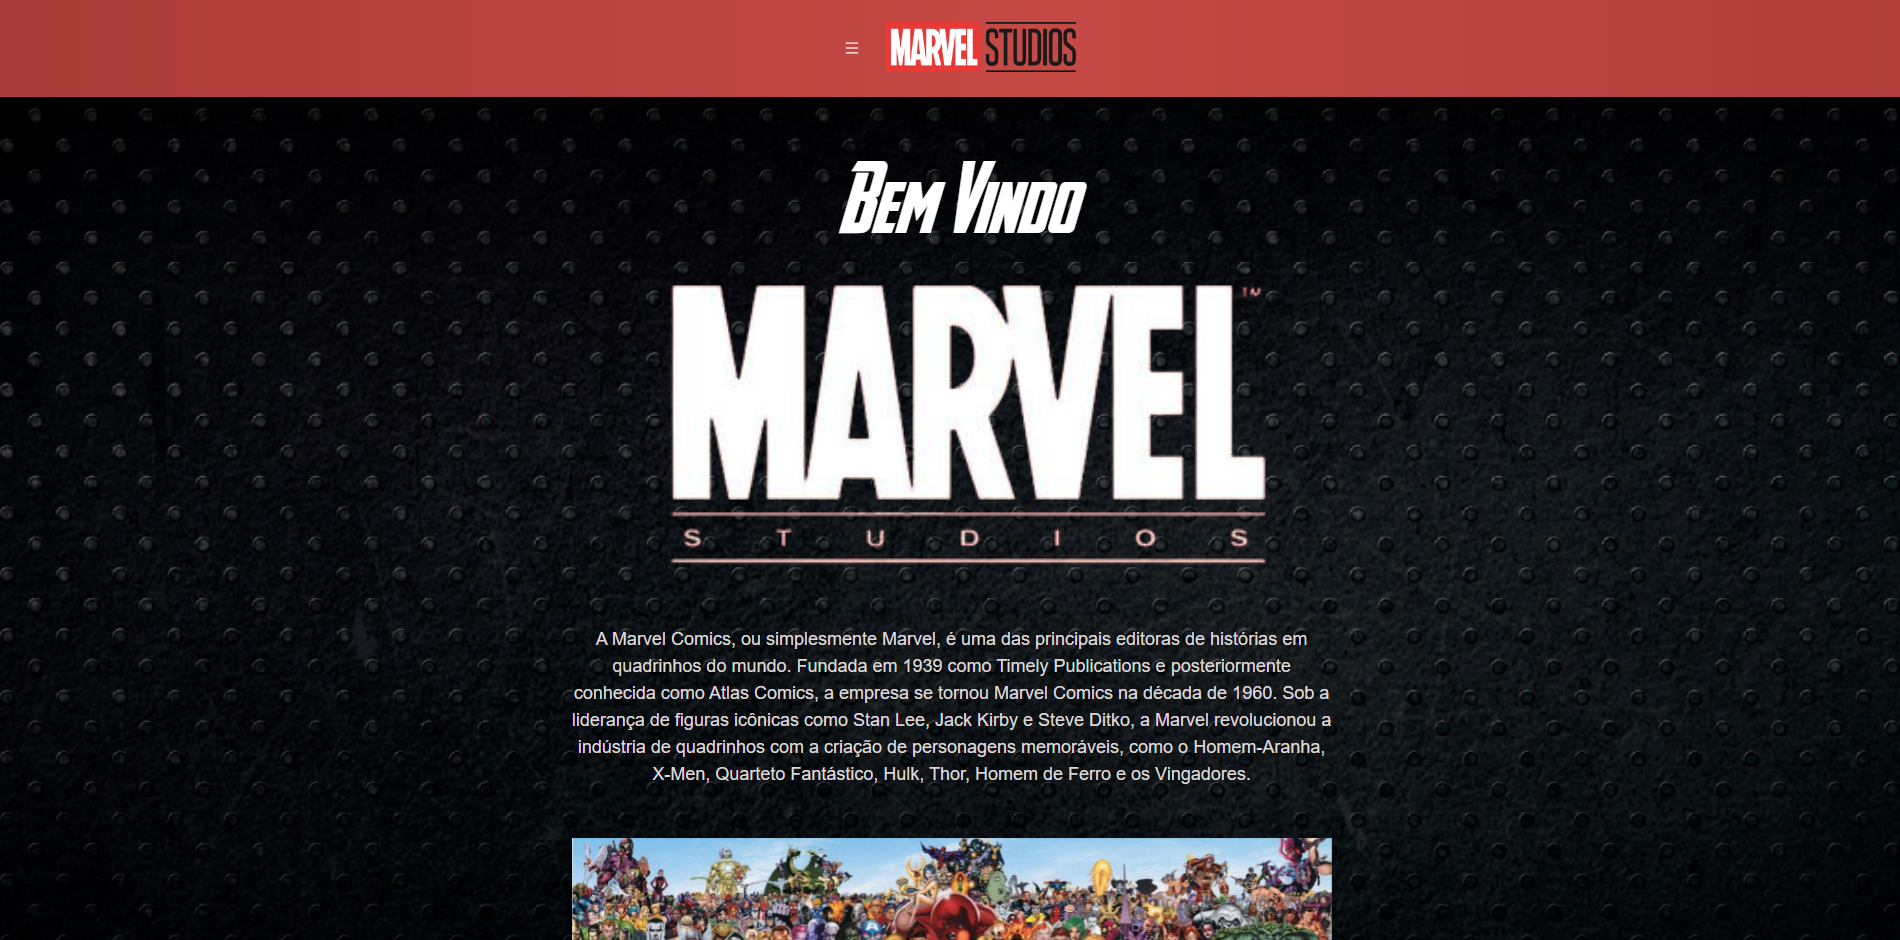 MARVEL STUDIOS
BEM VINDO
MARVEL TM
STUDIOS
A Marvel Comics, ou simplesmente Marvel, é uma das principais editoras de histórias em
quadrinhos do mundo. Fundada em 1939 como Timely Publications e posteriormente
conhecida como Atlas Comics, a empresa se tornou Marvel Comics na década de 1960. Sob a
liderança de figuras icônicas como Stan Lee, Jack Kirby e Steve Ditko, a Marvel revolucionou a
indústria de quadrinhos com a criação de personagens memoráveis, como o Homem-Aranha,
X-Men, Quarteto Fantástico, Hulk, Thor, Homem de Ferro e os Vingadores.